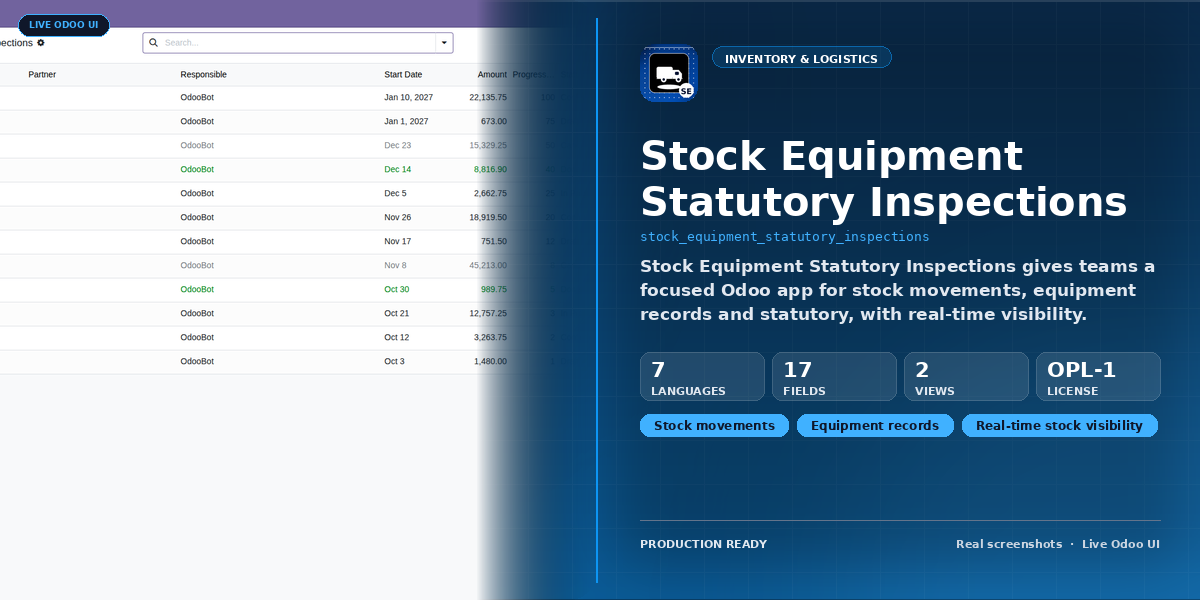 LIVE ODOO UI
ections
Search...
Partner Responsible Start Date Amount Progress
OdooBot Jan 10, 2027 22,135.75
OdooBot Jan 1, 2027 673.00
OdooBot Dec 23 15,329.25
OdooBot Dec 14 8,816.90
OdooBot Dec 5 2,662.75
OdooBot Nov 26 18,919.50
OdooBot Nov 17 751.50
OdooBot Nov 8 45,213.00
OdooBot Oct 30 989.75
OdooBot Oct 21 12,757.25
OdooBot Oct 12 3,263.75
OdooBot Oct 3 1,480.00
SE
INVENTORY & LOGISTICS
Stock Equipment
Statutory Inspections
stock_equipment_statutory_inspections
Stock Equipment Statutory Inspections gives teams a
focused Odoo app for stock movements, equipment
records and statutory, with real-time visibility.
7 17 2 OPL-1
LANGUAGES FIELDS VIEWS LICENSE
Stock movements Equipment records Real-time stock visibility
PRODUCTION READY Real screenshots · Live Odoo UI